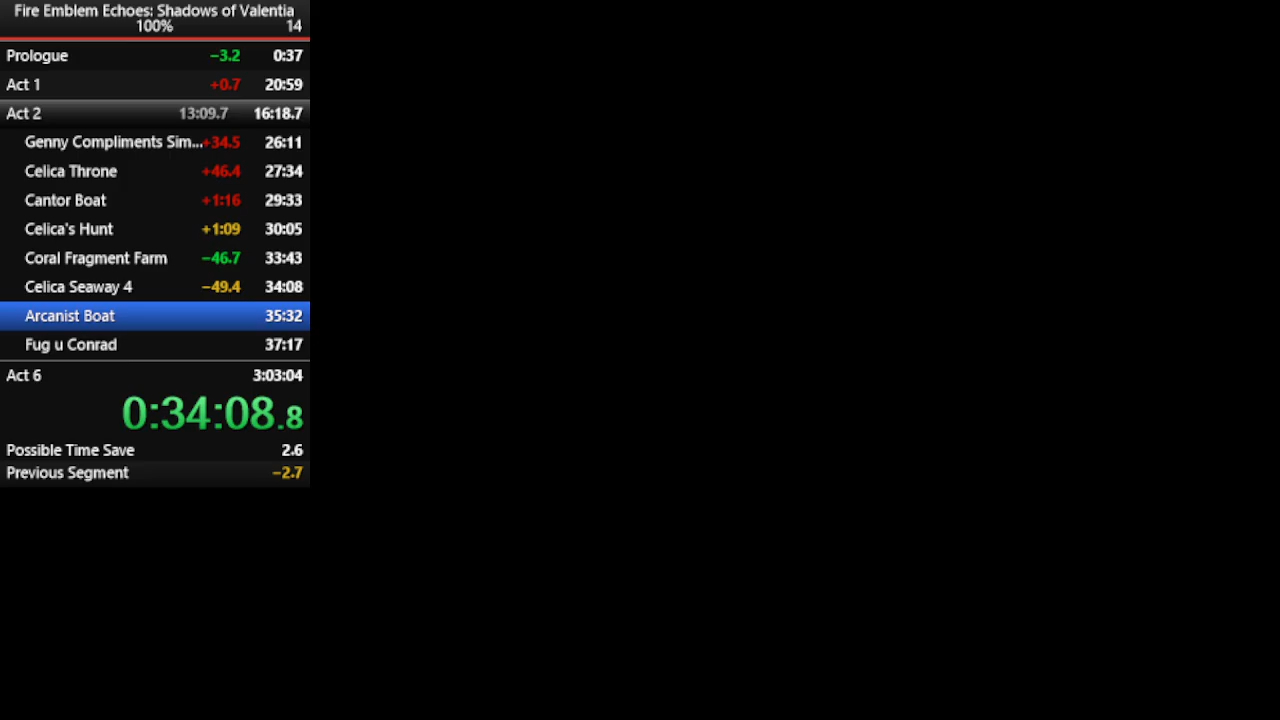 Fire Emblem Echoes: Shadows of Valentia
100% 14
Prologue −3.2 0:37
Act 1 +0.7 20:59
Act 2 13:09.7 16:18.7
Genny Compliments Sim... +34.5 26:11
Celica Throne +46.4 27:34
Cantor Boat +1:16 29:33
Celica's Hunt +1:09 30:05
Coral Fragment Farm −46.7 33:43
Celica Seaway 4 −49.4 34:08
Arcanist Boat 35:32
Fug u Conrad 37:17
Act 6 3:03:04
0:34:08.8
Possible Time Save 2.6
Previous Segment −2.7